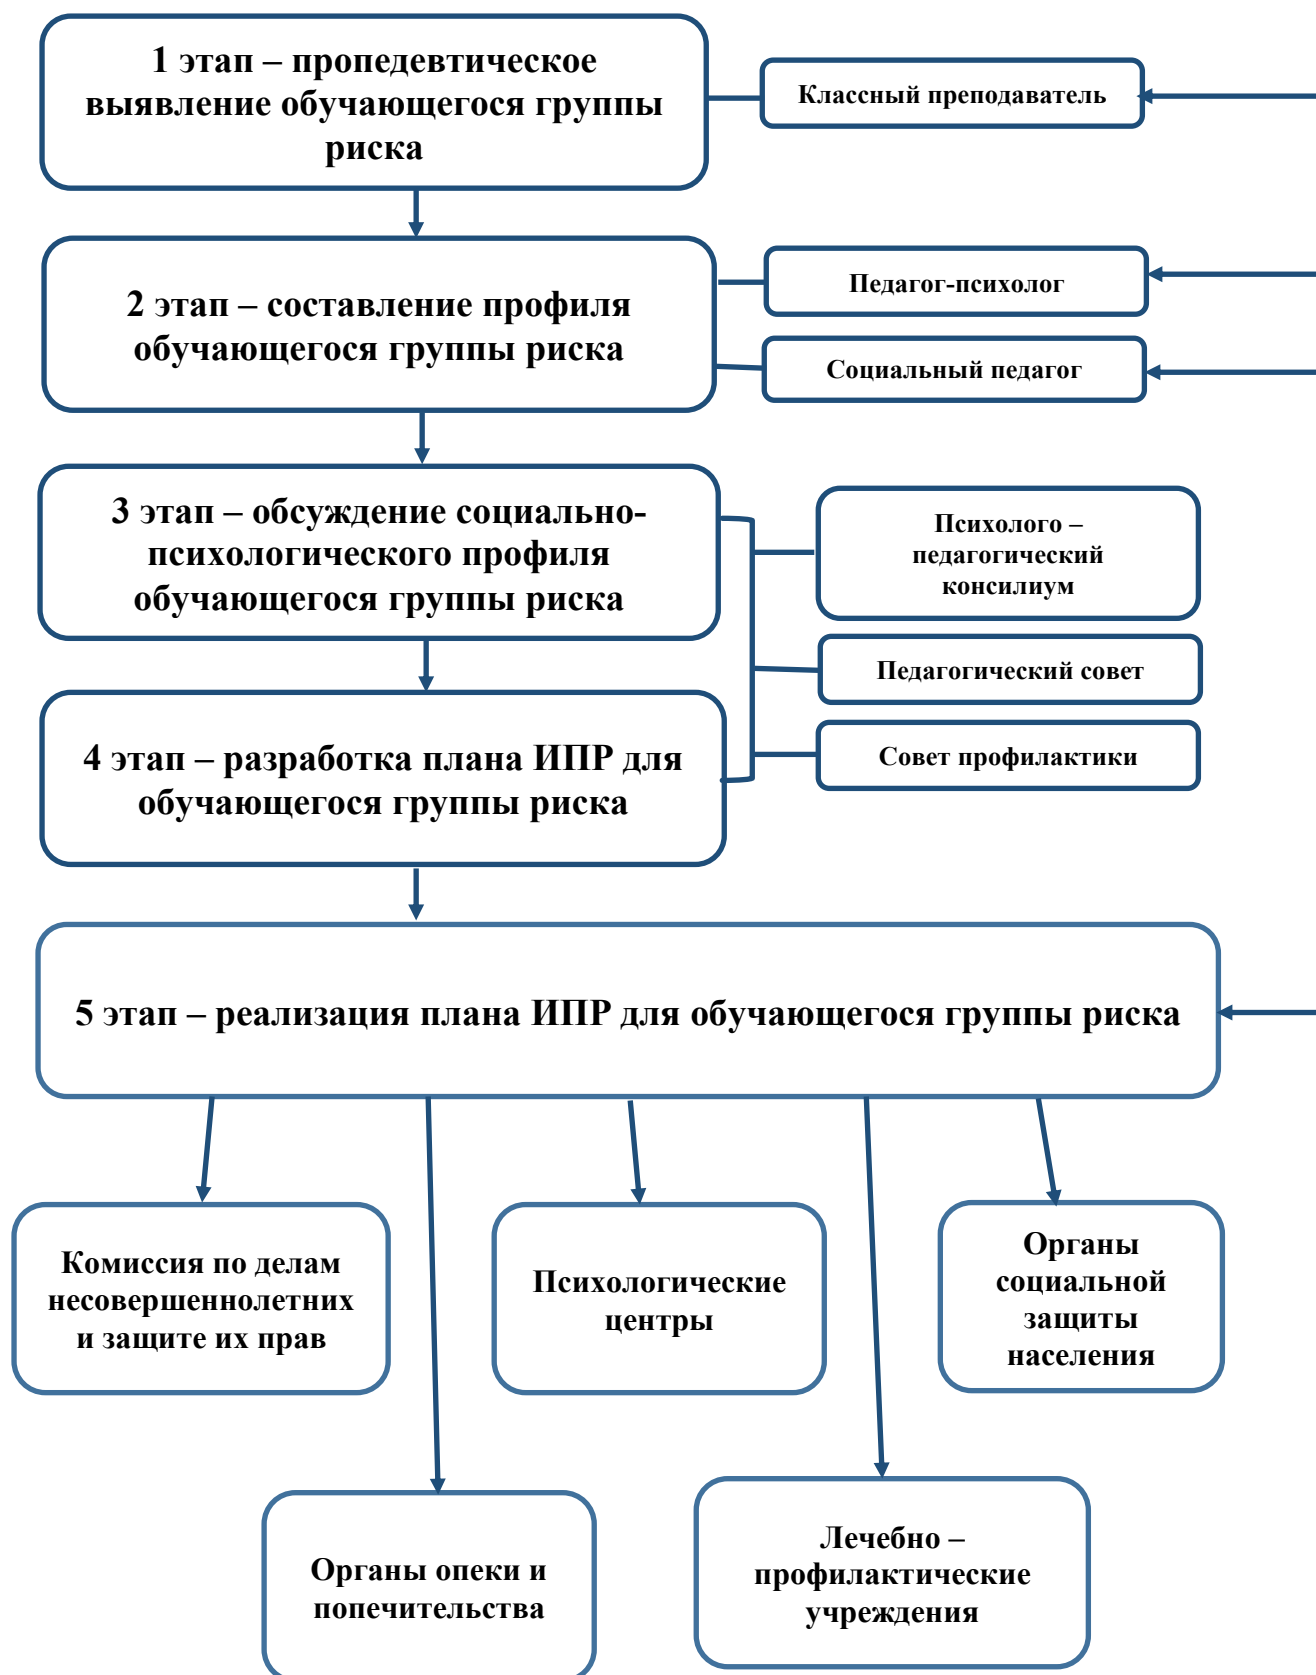 1 этап – пропедевтическое
выявление обучающегося группы
риска
Классный преподаватель
2 этап – составление профиля
обучающегося группы риска
Педагог-психолог
Социальный педагог
3 этап – обсуждение социально-
психологического профиля
обучающегося группы риска
Психолого –
педагогический
консилиум
Педагогический совет
4 этап – разработка плана ИПР для
обучающегося группы риска
Совет профилактики
5 этап – реализация плана ИПР для обучающегося группы риска
Комиссия по делам
несовершеннолетних
и защите их прав
Психологические
центры
Органы
социальной
защиты
населения
Органы опеки и
попечительства
Лечебно –
профилактические
учреждения